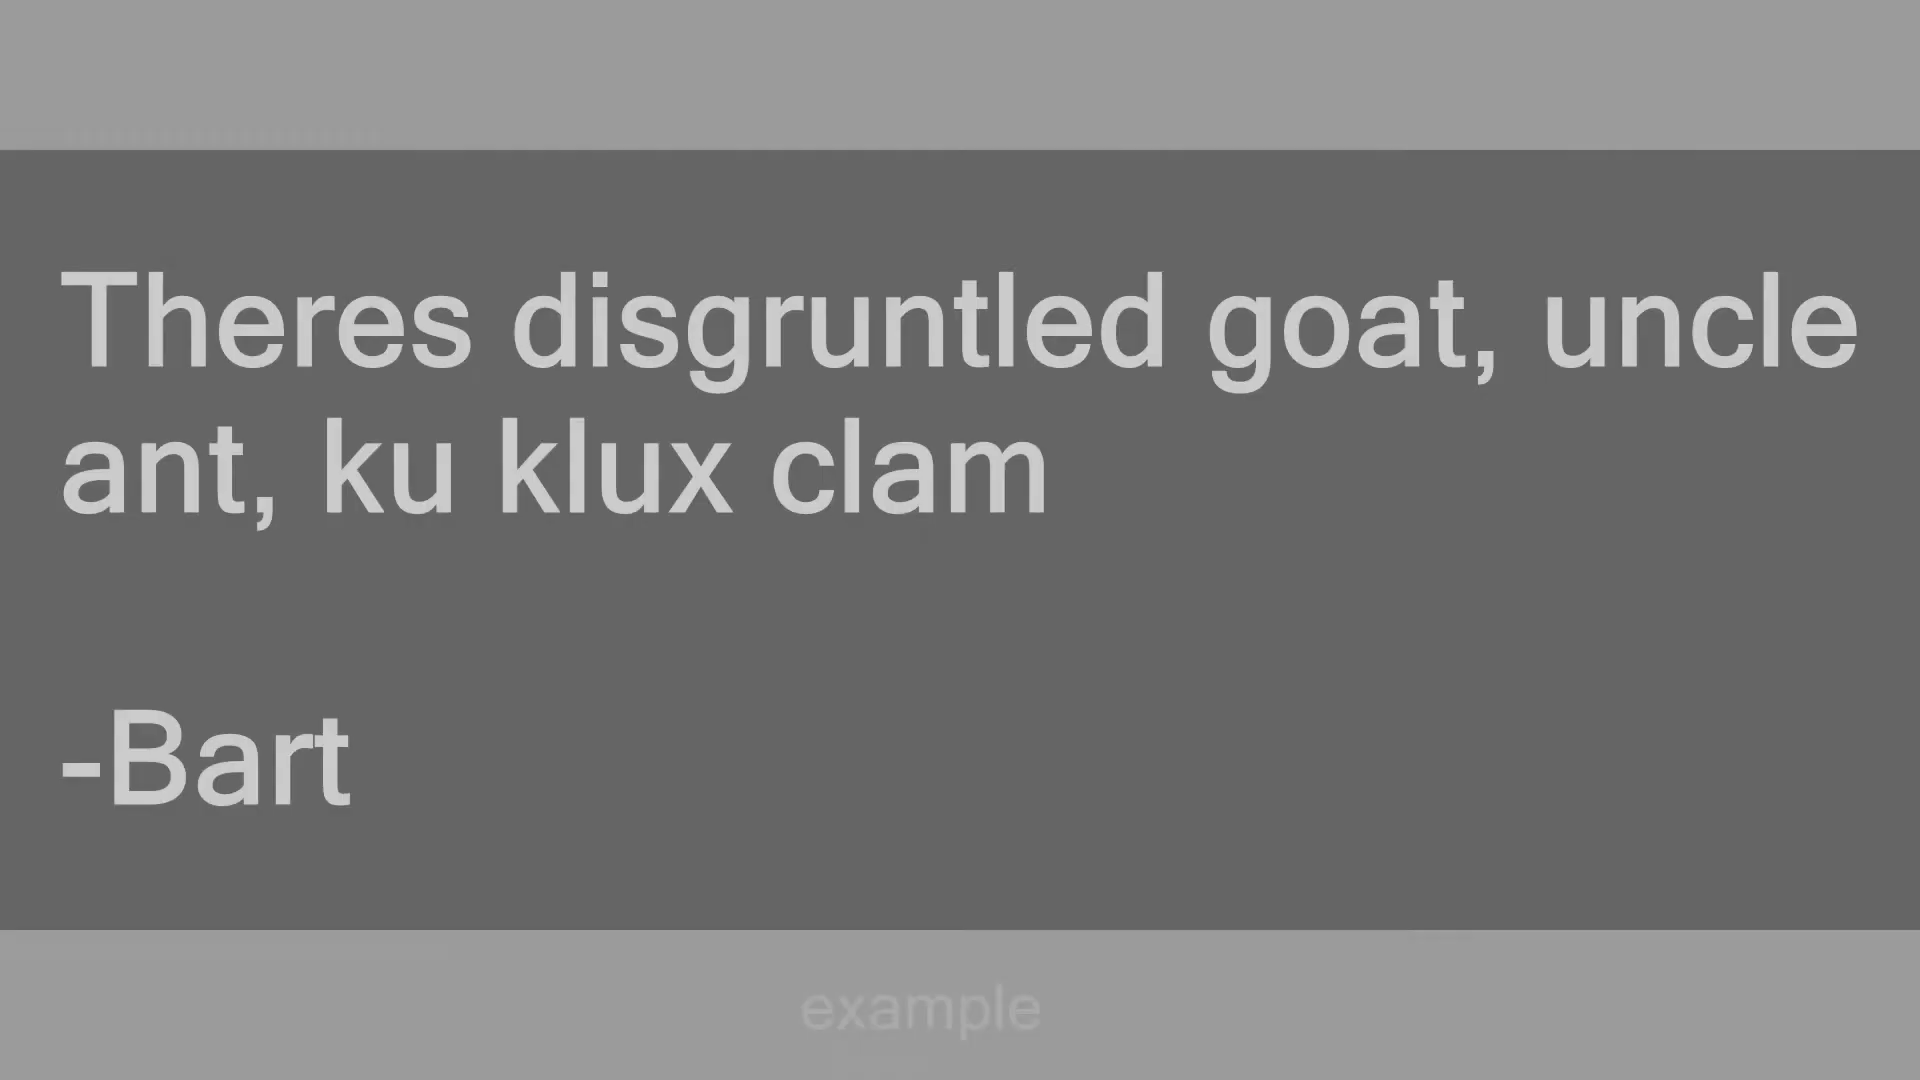 Theres disgruntled goat, uncle
ant, ku klux clam
-Bart
example